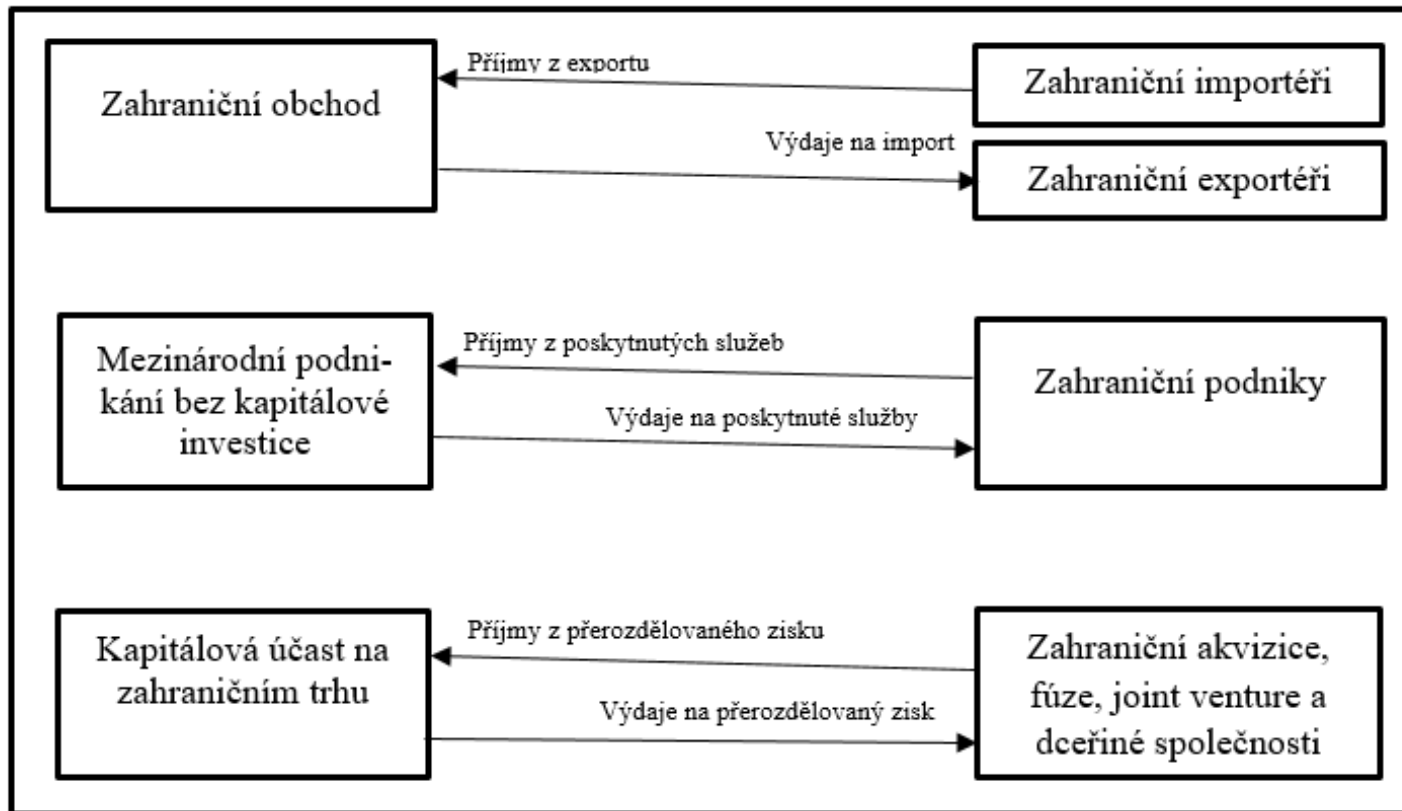 Zahraniční obchod
Příjmy z exportu
Zahraniční importéři
Výdaje na import
Zahraniční exportéři
Mezinárodní podni-
kání bez kapitálové
investice
Příjmy z poskytnutých služeb
Výdaje na poskytnuté služby
Zahraniční podniky
Kapitálová účast na
zahraničním trhu
Příjmy z přerozdělovaného zisku
Výdaje na přerozdělovaný zisk
Zahraniční akvizice,
fúze, joint venture a
dceřiné společnosti